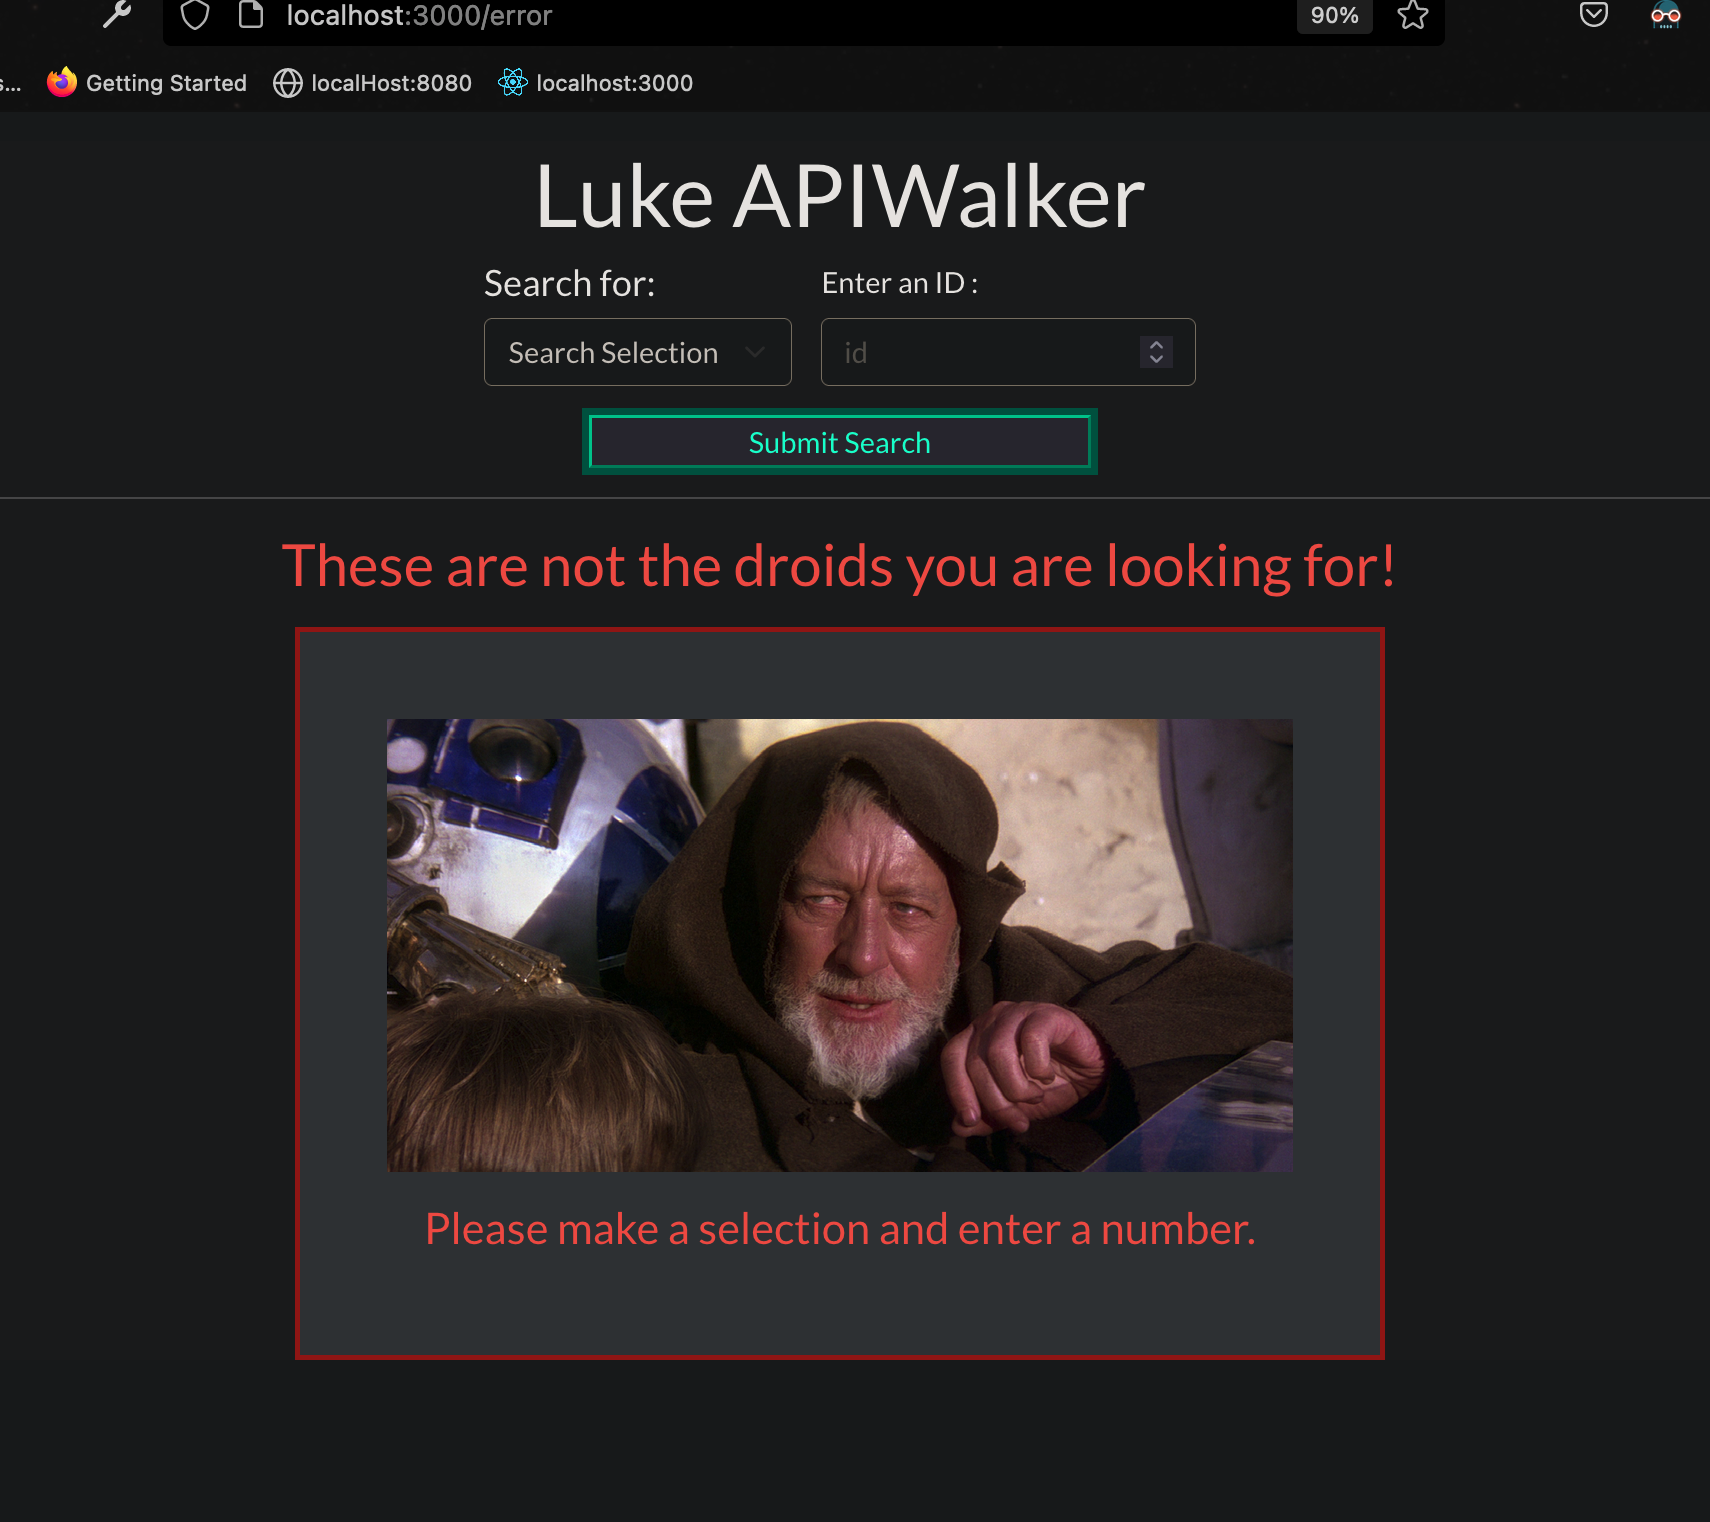 localhost:3000/error
90%
s...
Getting Started
localHost:8080
localhost:3000
Luke APIWalker
Search for:
Enter an ID :
Search Selection
id
Submit Search
These are not the droids you are looking for!
Please make a selection and enter a number.